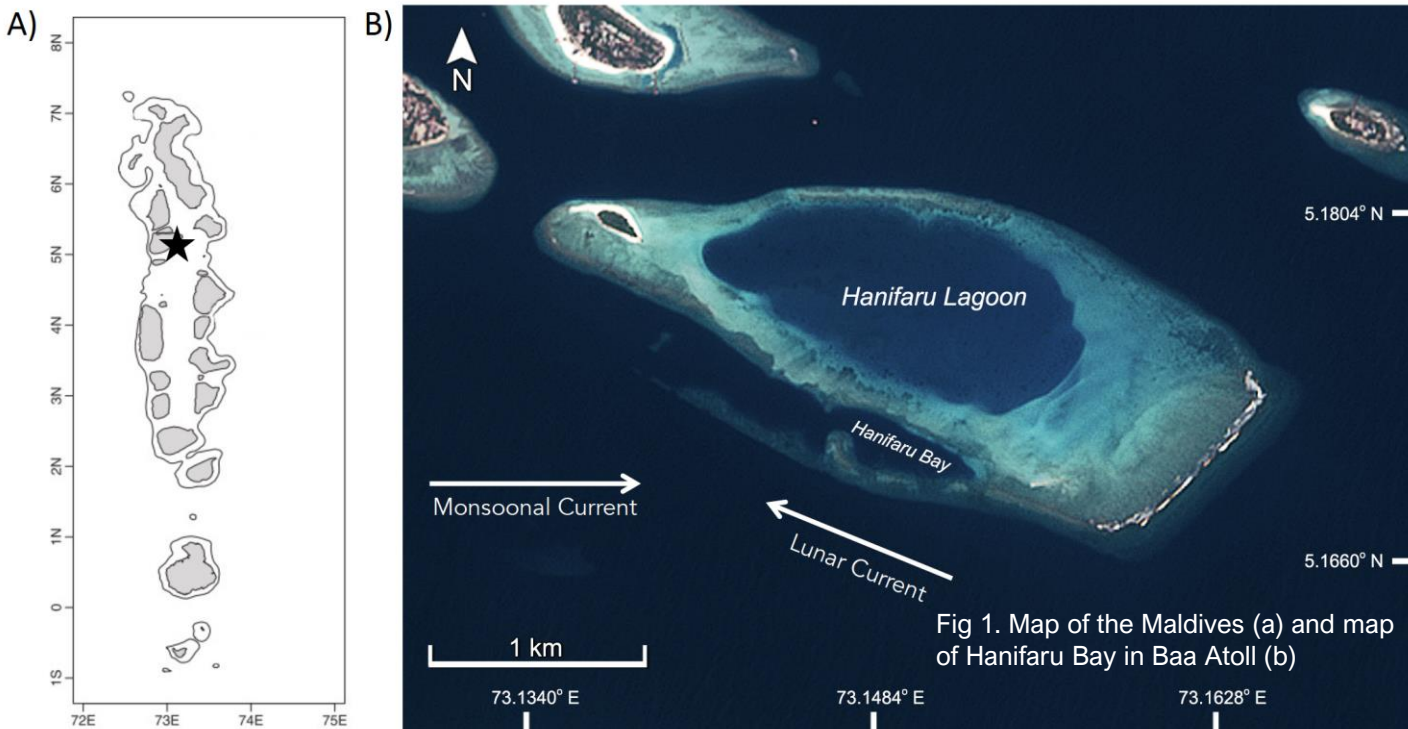 A)
8N
7N
6N
5N
4N
3N
2N
1N
0
1S
72E
73E
74E
75E
B)
N
5.1804° N
Hanifaru Lagoon
Hanifaru Bay
Monsoonal Current
Lunar Current
5.1660° N
Fig 1. Map of the Maldives (a) and map
of Hanifaru Bay in Baa Atoll (b)
1 km
73.1340° E
73.1484° E
73.1628° E